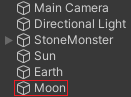 Main Camera
Directional Light
StoneMonster
Sun
Earth
Moon